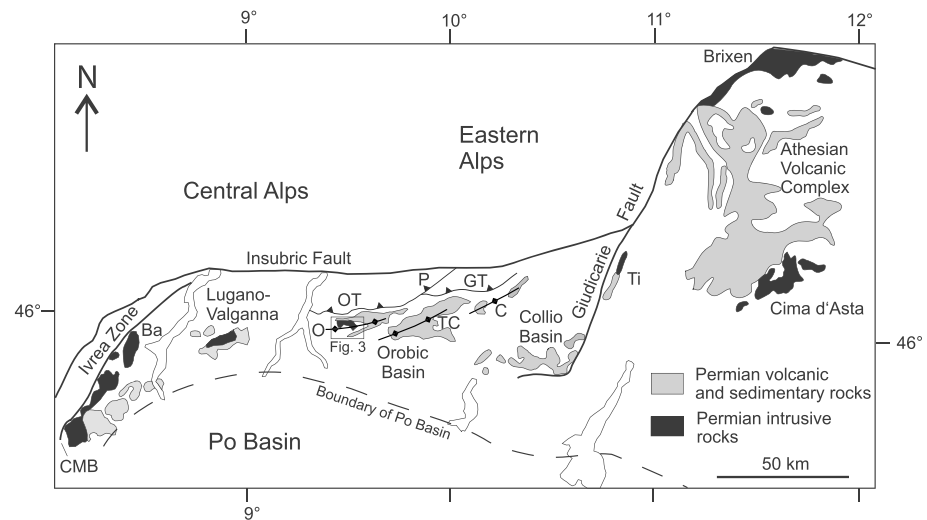 9°
10°
11°
12°
Brixen
N
Eastern
Alps
Athesian
Volcanic
Complex
Central Alps
Fault
Insubric Fault
P
GT
Giudicarie
Ti
OT
Lugano-
Valganna
46°
C
Cima d'Asta
O
TC
Collio
Basin
Ivrea Zone
Ba
Fig. 3
46°
Orobic
Basin
Permian volcanic
and sedimentary rocks
Boundary of Po Basin
Permian intrusive
rocks
Po Basin
CMB
50 km
9°